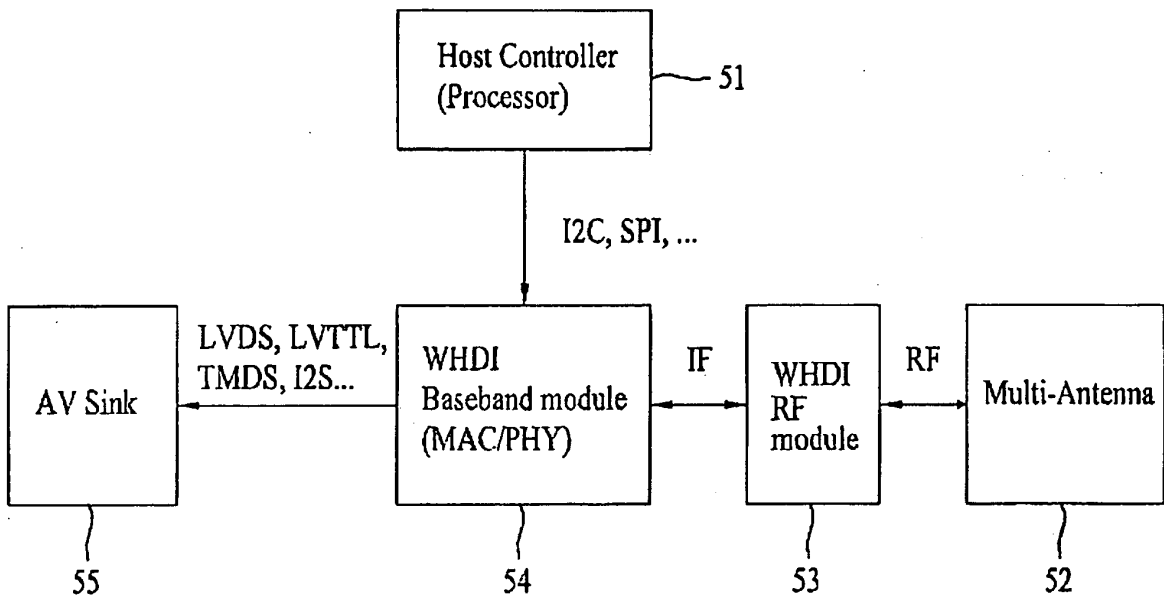 Host Controller
(Processor)
51
I2C, SPI, ...
LVDS, LVTTL,
TMDS, I2S...
AV Sink
WHDI
Baseband module
(MAC/PHY)
IF
WHDI
RF
module
RF
Multi-Antenna
55
54
53
52